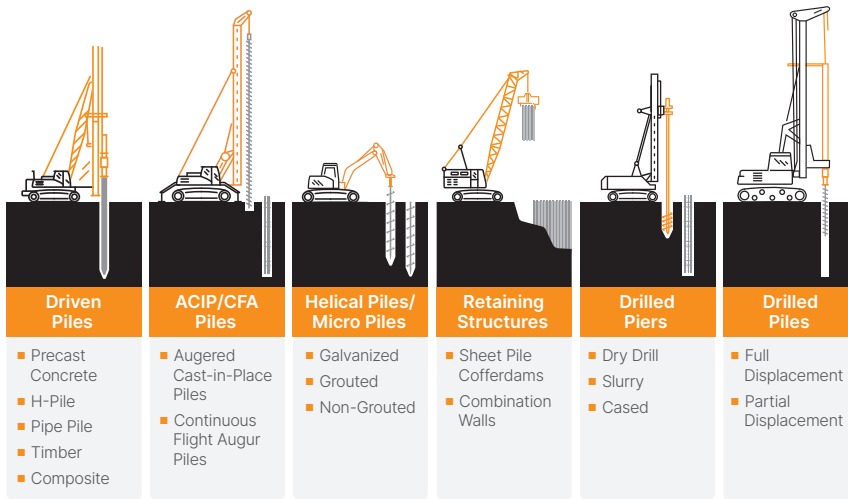 Driven
Piles
Precast
Concrete
H-Pile
Pipe Pile
Timber
Composite
ACIP/CFA
Piles
Augered
Cast-in-Place
Piles
Continuous
Flight Augur
Piles
Helical Piles/
Micro Piles
Galvanized
Grouted
Non-Grouted
Retaining
Structures
Sheet Pile
Cofferdams
Combination
Walls
Drilled
Piers
Dry Drill
Slurry
Cased
Drilled
Piles
Full
Displacement
Partial
Displacement